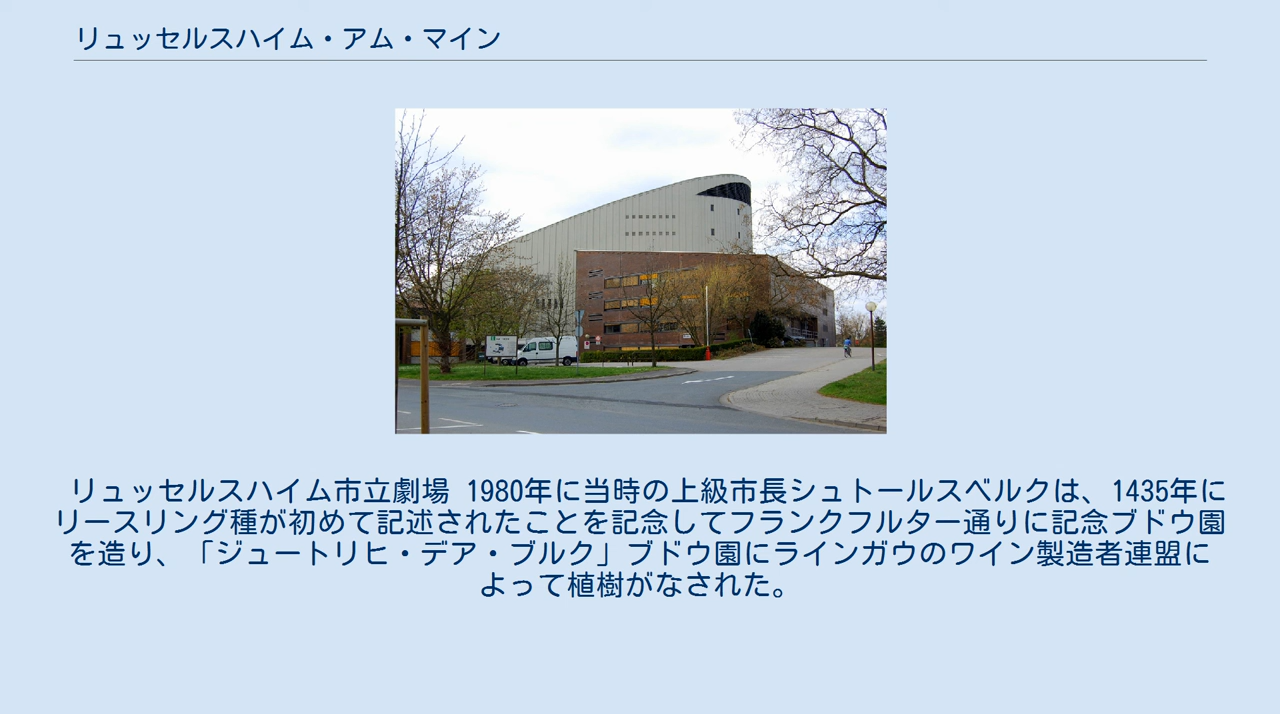 リュッセルスハイム・アム・マイン
リュッセルスハイム市立劇場 1980年に当時の上級市長シュトールスベルクは、1435年に
リースリング種が初めて記述されたことを記念してフランクフルター通りに記念ブドウ園
を造り、「ジュートリヒ・デア・ブルク」ブドウ園にラインガウのワイン製造者連盟に
よって植樹がなされた。